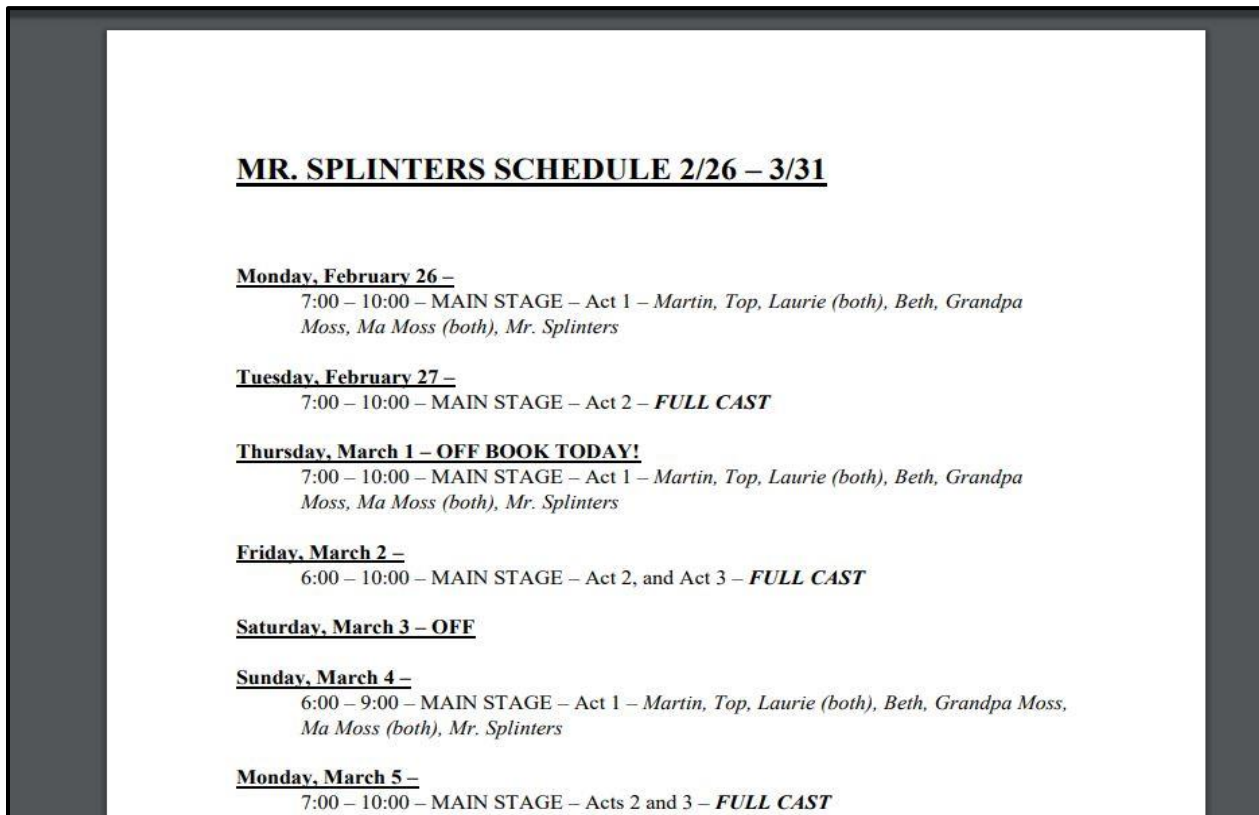 MR. SPLINTERS SCHEDULE 2/26 – 3/31
Monday, February 26 –
7:00 – 10:00 – MAIN STAGE – Act 1 – Martin, Top, Laurie (both), Beth, Grandpa
Moss, Ma Moss (both), Mr. Splinters
Tuesday, February 27 –
7:00 – 10:00 – MAIN STAGE – Act 2 – FULL CAST
Thursday, March 1 – OFF BOOK TODAY!
7:00 – 10:00 – MAIN STAGE – Act 1 – Martin, Top, Laurie (both), Beth, Grandpa
Moss, Ma Moss (both), Mr. Splinters
Friday, March 2 –
6:00 – 10:00 – MAIN STAGE – Act 2, and Act 3 – FULL CAST
Saturday, March 3 – OFF
Sunday, March 4 –
6:00 – 9:00 – MAIN STAGE – Act 1 – Martin, Top, Laurie (both), Beth, Grandpa Moss,
Ma Moss (both), Mr. Splinters
Monday, March 5 –
7:00 – 10:00 – MAIN STAGE – Acts 2 and 3 – FULL CAST